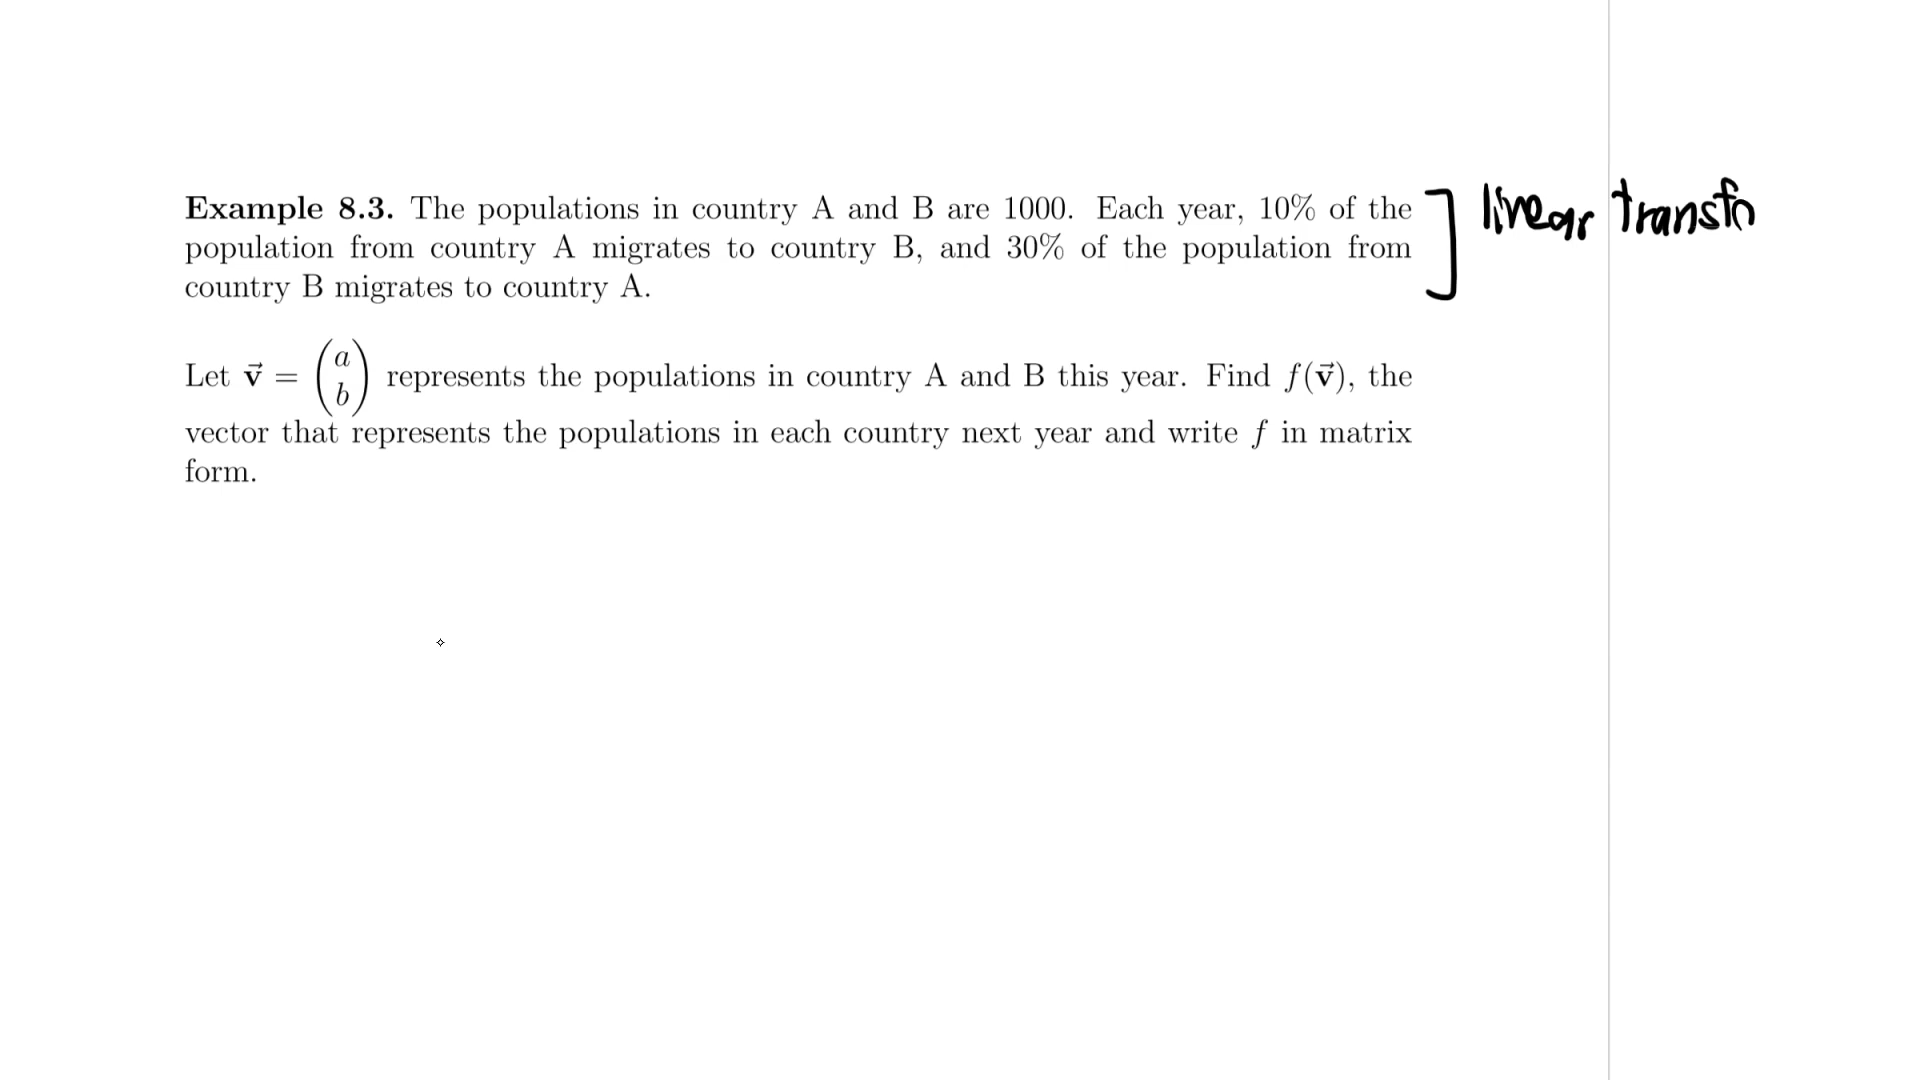 Example 8.3. The populations in country A and B are 1000. Each year, 10% of the
population from country A migrates to country B, and 30% of the population from
country B migrates to country A.
linear transfn
Let v⃗ = (a b) represents the populations in country A and B this year. Find f(v⃗), the
vector that represents the populations in each country next year and write f in matrix
form.